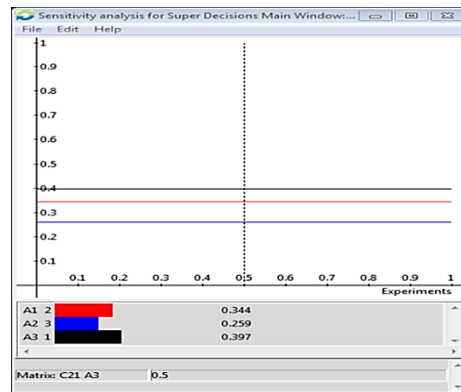 Sensitivity analysis for Super Decisions Main Window:...
File Edit Help
1
0.9
0.8
0.7
0.6
0.5
0.4
0.3
0.2
0.1
0.1 0.2 0.3 0.4 0.5 0.6 0.7 0.8 0.9 1
Experiments
A1 2 0.344
A2 3 0.259
A3 1 0.397
Matrix: C21 A3 0.5